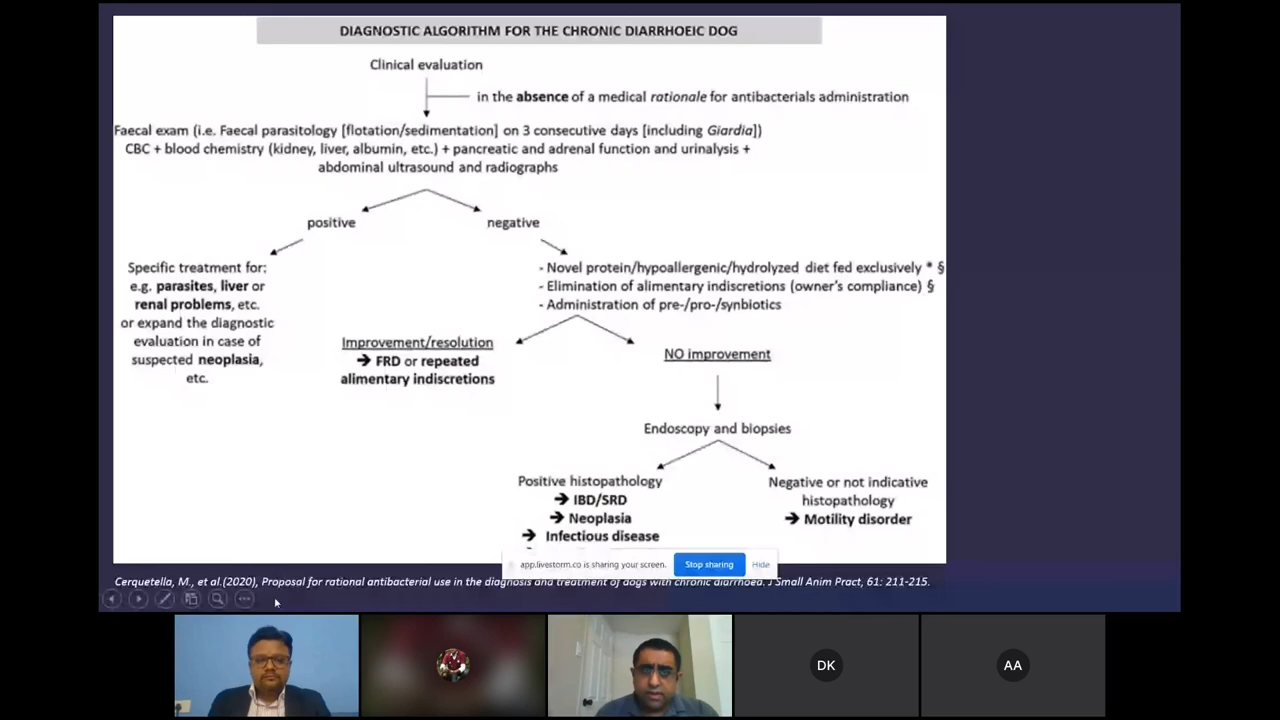 DIAGNOSTIC ALGORITHM FOR THE CHRONIC DIARRHOEIC DOG
Clinical evaluation
in the absence of a medical rationale for antibacterials administration
Faecal exam (i.e. Faecal parasitology [flotation/sedimentation] on 3 consecutive days [including Giardia])
CBC + blood chemistry (kidney, liver, albumin, etc.) + pancreatic and adrenal function and urinalysis +
abdominal ultrasound and radiographs
positive
negative
Specific treatment for:
e.g. parasites, liver or
renal problems, etc.
or expand the diagnostic
evaluation in case of
suspected neoplasia,
etc.
- Novel protein/hypoallergenic/hydrolyzed diet fed exclusively * §
- Elimination of alimentary indiscretions (owner's compliance) §
- Administration of pre-/pro-/synbiotics
Improvement/resolution
➔ FRD or repeated
alimentary indiscretions
NO improvement
Endoscopy and biopsies
Positive histopathology
➔ IBD/SRD
➔ Neoplasia
➔ Infectious disease
Negative or not indicative
histopathology
➔ Motility disorder
app.livestorm.co is sharing your screen.
Stop sharing
Hide
Cerquetella, M., et al.(2020), Proposal for rational antibacterial use in the diagnosis and treatment of dogs with chronic diarrhoea. J Small Anim Pract, 61: 211-215.
DK
AA